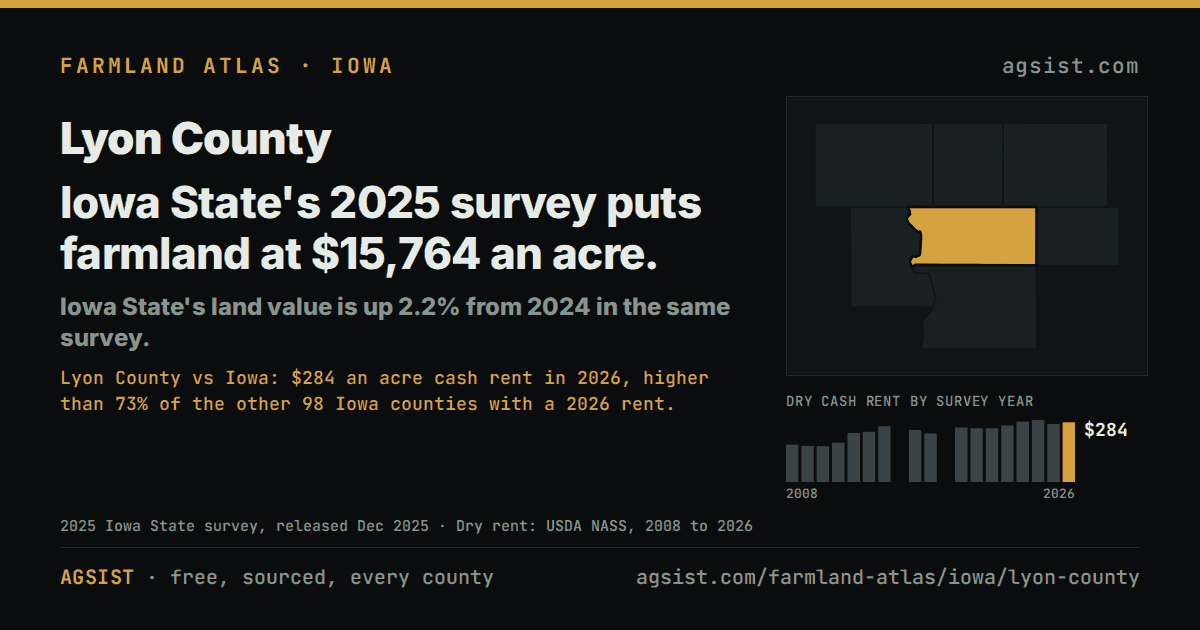 FARMLAND ATLAS · IOWA
agsist.com
Lyon County
Iowa State's 2025 survey puts
farmland at $15,764 an acre.
Iowa State's land value is up 2.2% from 2024 in the same
survey.
Lyon County vs Iowa: $284 an acre cash rent in 2026, higher
than 73% of the other 98 Iowa counties with a 2026 rent.
DRY CASH RENT BY SURVEY YEAR
$284
2008
2026
2025 Iowa State survey, released Dec 2025 · Dry rent: USDA NASS, 2008 to 2026
AGSIST · free, sourced, every county
agsist.com/farmland-atlas/iowa/lyon-county